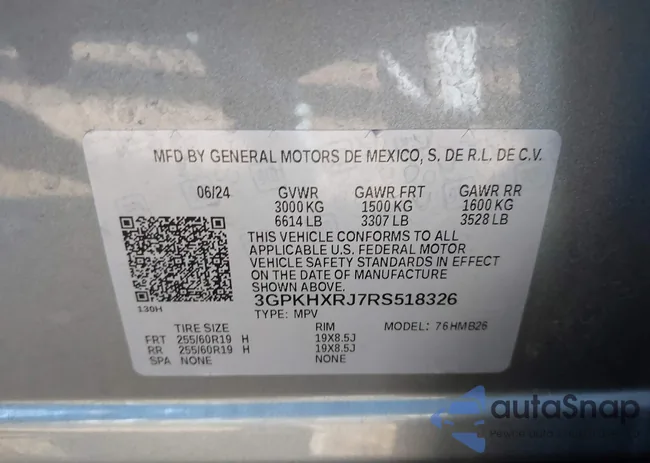 MFD BY GENERAL MOTORS DE MEXICO, S. DE R.L. DE C.V.
06/24 GVWR GAWR FRT GAWR RR
3000 KG 1500 KG 1600 KG
6614 LB 3307 LB 3528 LB
THIS VEHICLE CONFORMS TO ALL
APPLICABLE U.S. FEDERAL MOTOR
VEHICLE SAFETY STANDARDS IN EFFECT
ON THE DATE OF MANUFACTURE
SHOWN ABOVE.
3GPKHXRJ7RS518326
130H
TYPE: MPV MODEL: 76HMB26
TIRE SIZE RIM
FRT 255/60R19 H 19X8.5J
RR 255/60R19 H 19X8.5J
SPA NONE NONE
autoSnap